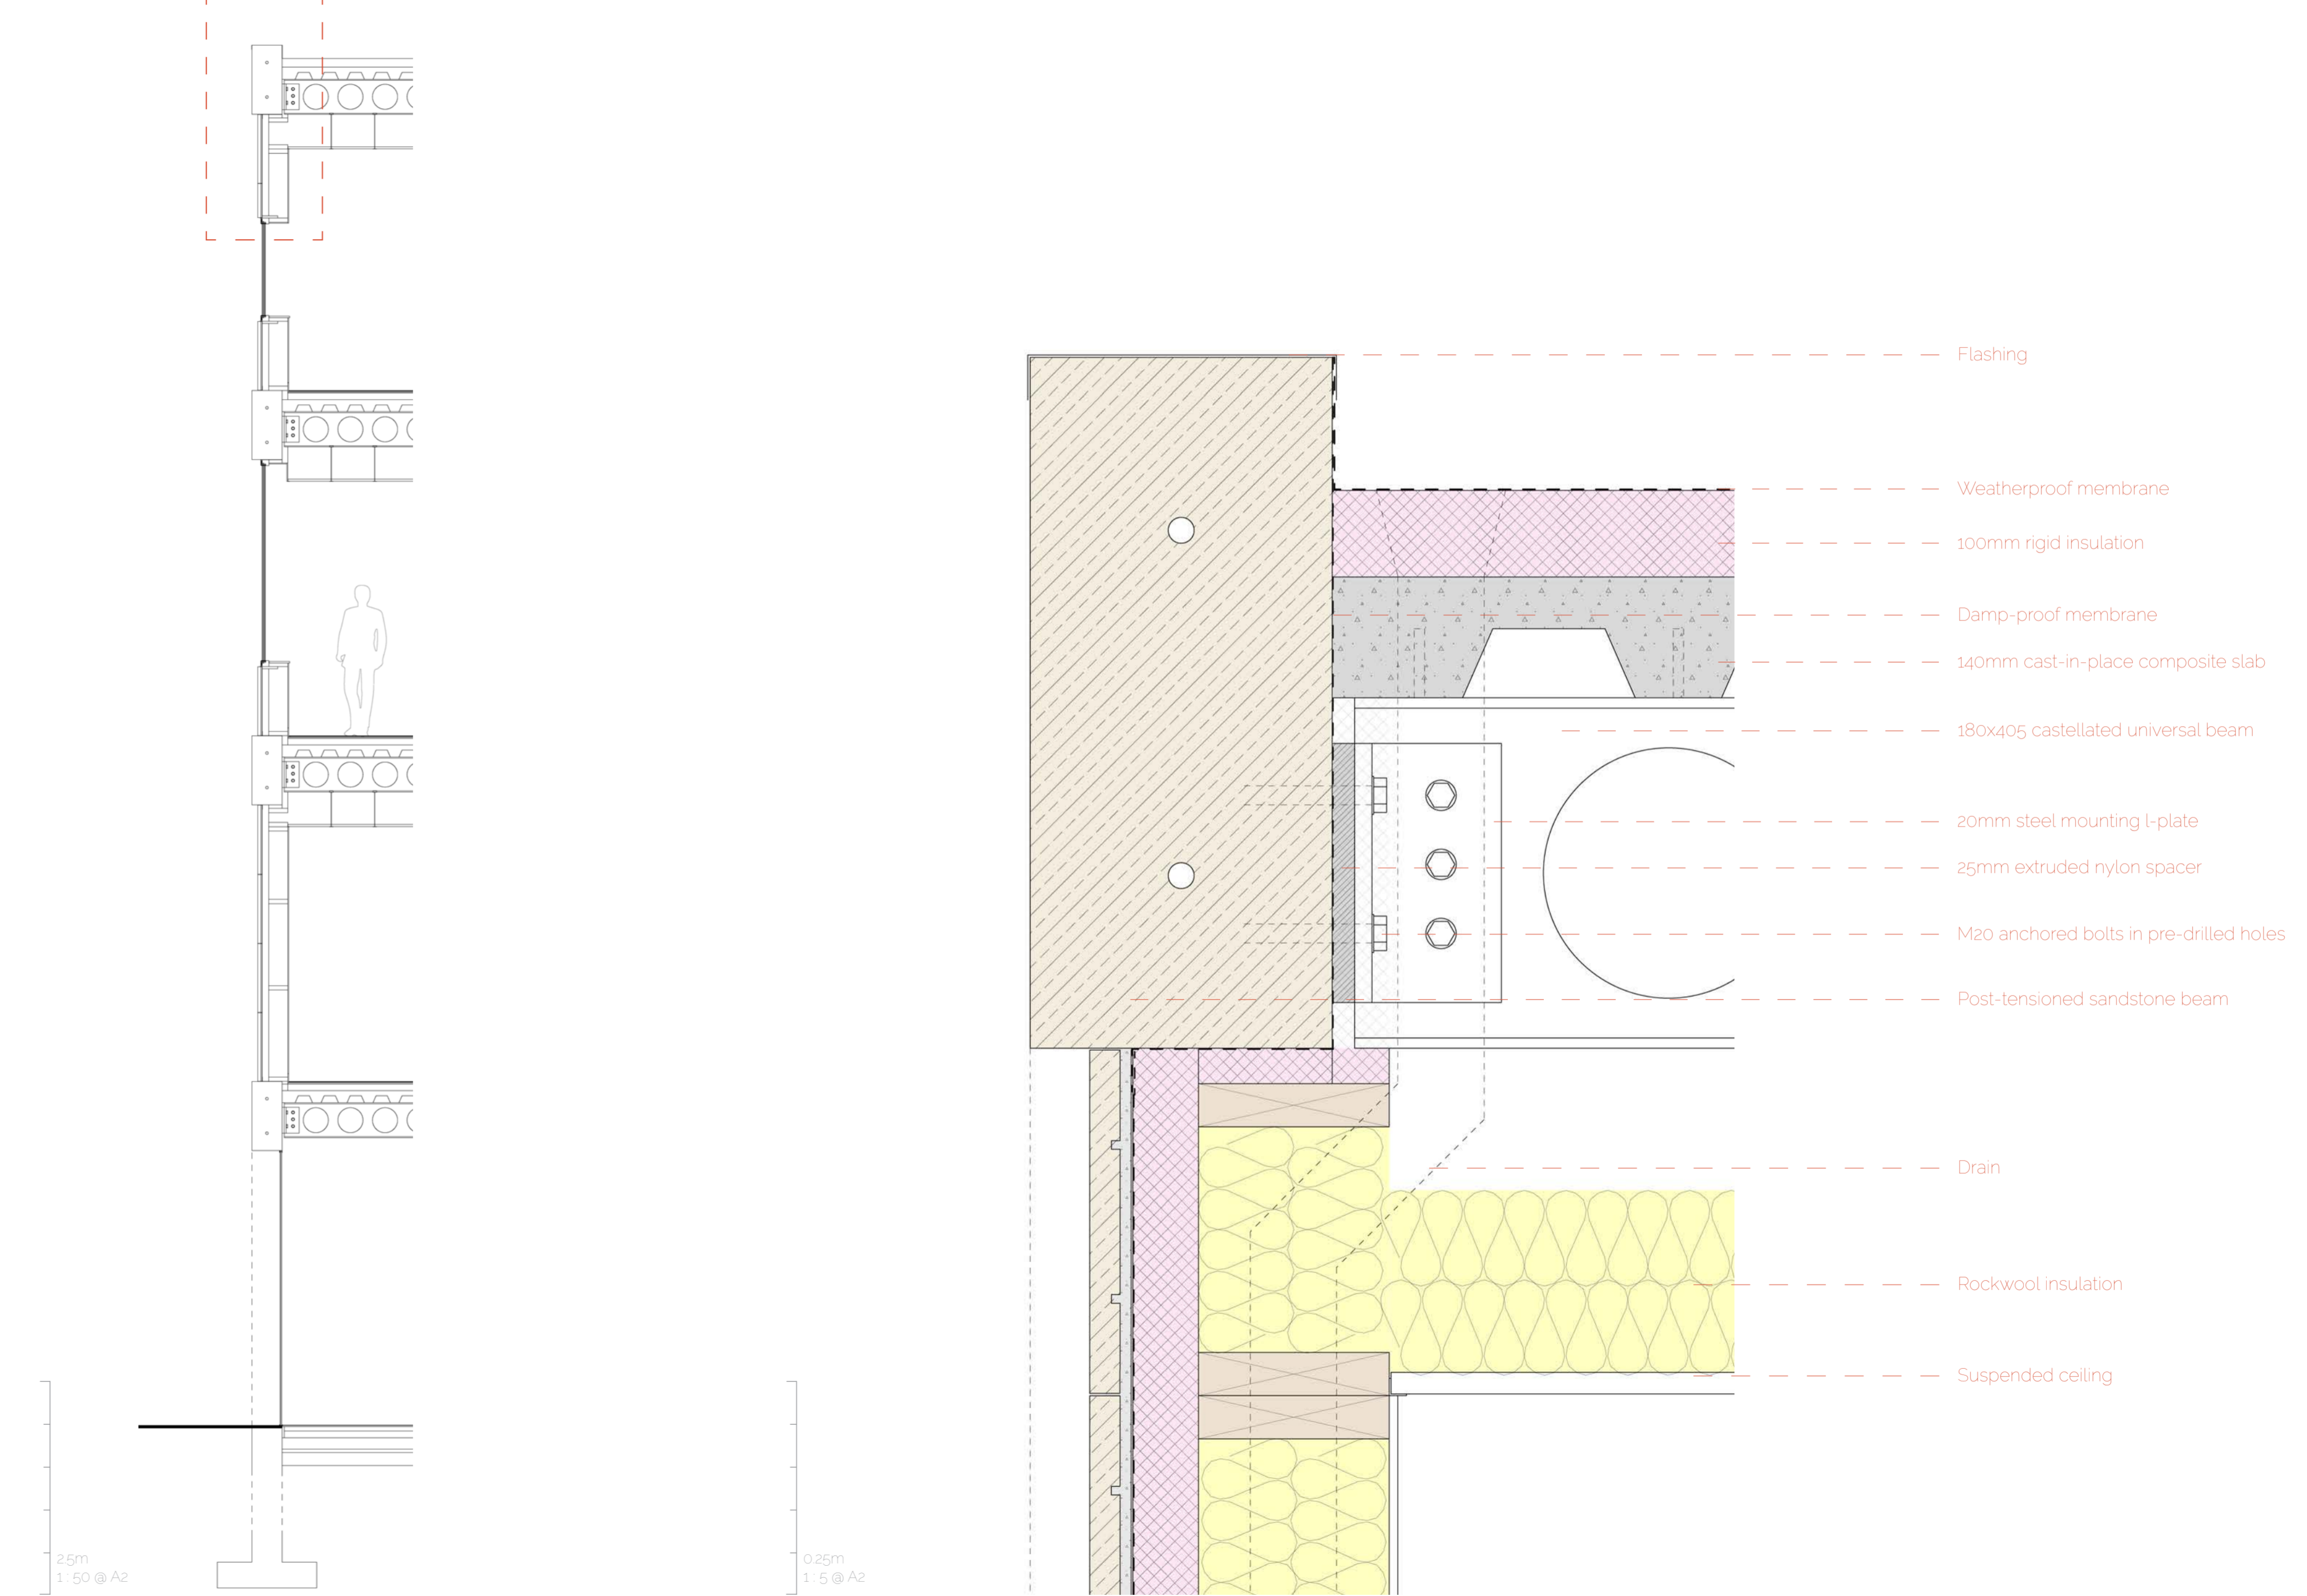 Flashing
Weatherproof membrane
100mm rigid insulation
Damp-proof membrane
140mm cast-in-place composite slab
180x405 castellated universal beam
20mm steel mounting l-plate
25mm extruded nylon spacer
M20 anchored bolts in pre-drilled holes
Post-tensioned sandstone beam
Drain
Rockwool insulation
Suspended ceiling
2.5m
1 : 50 @ A2
0.25m
1 : 5 @ A2